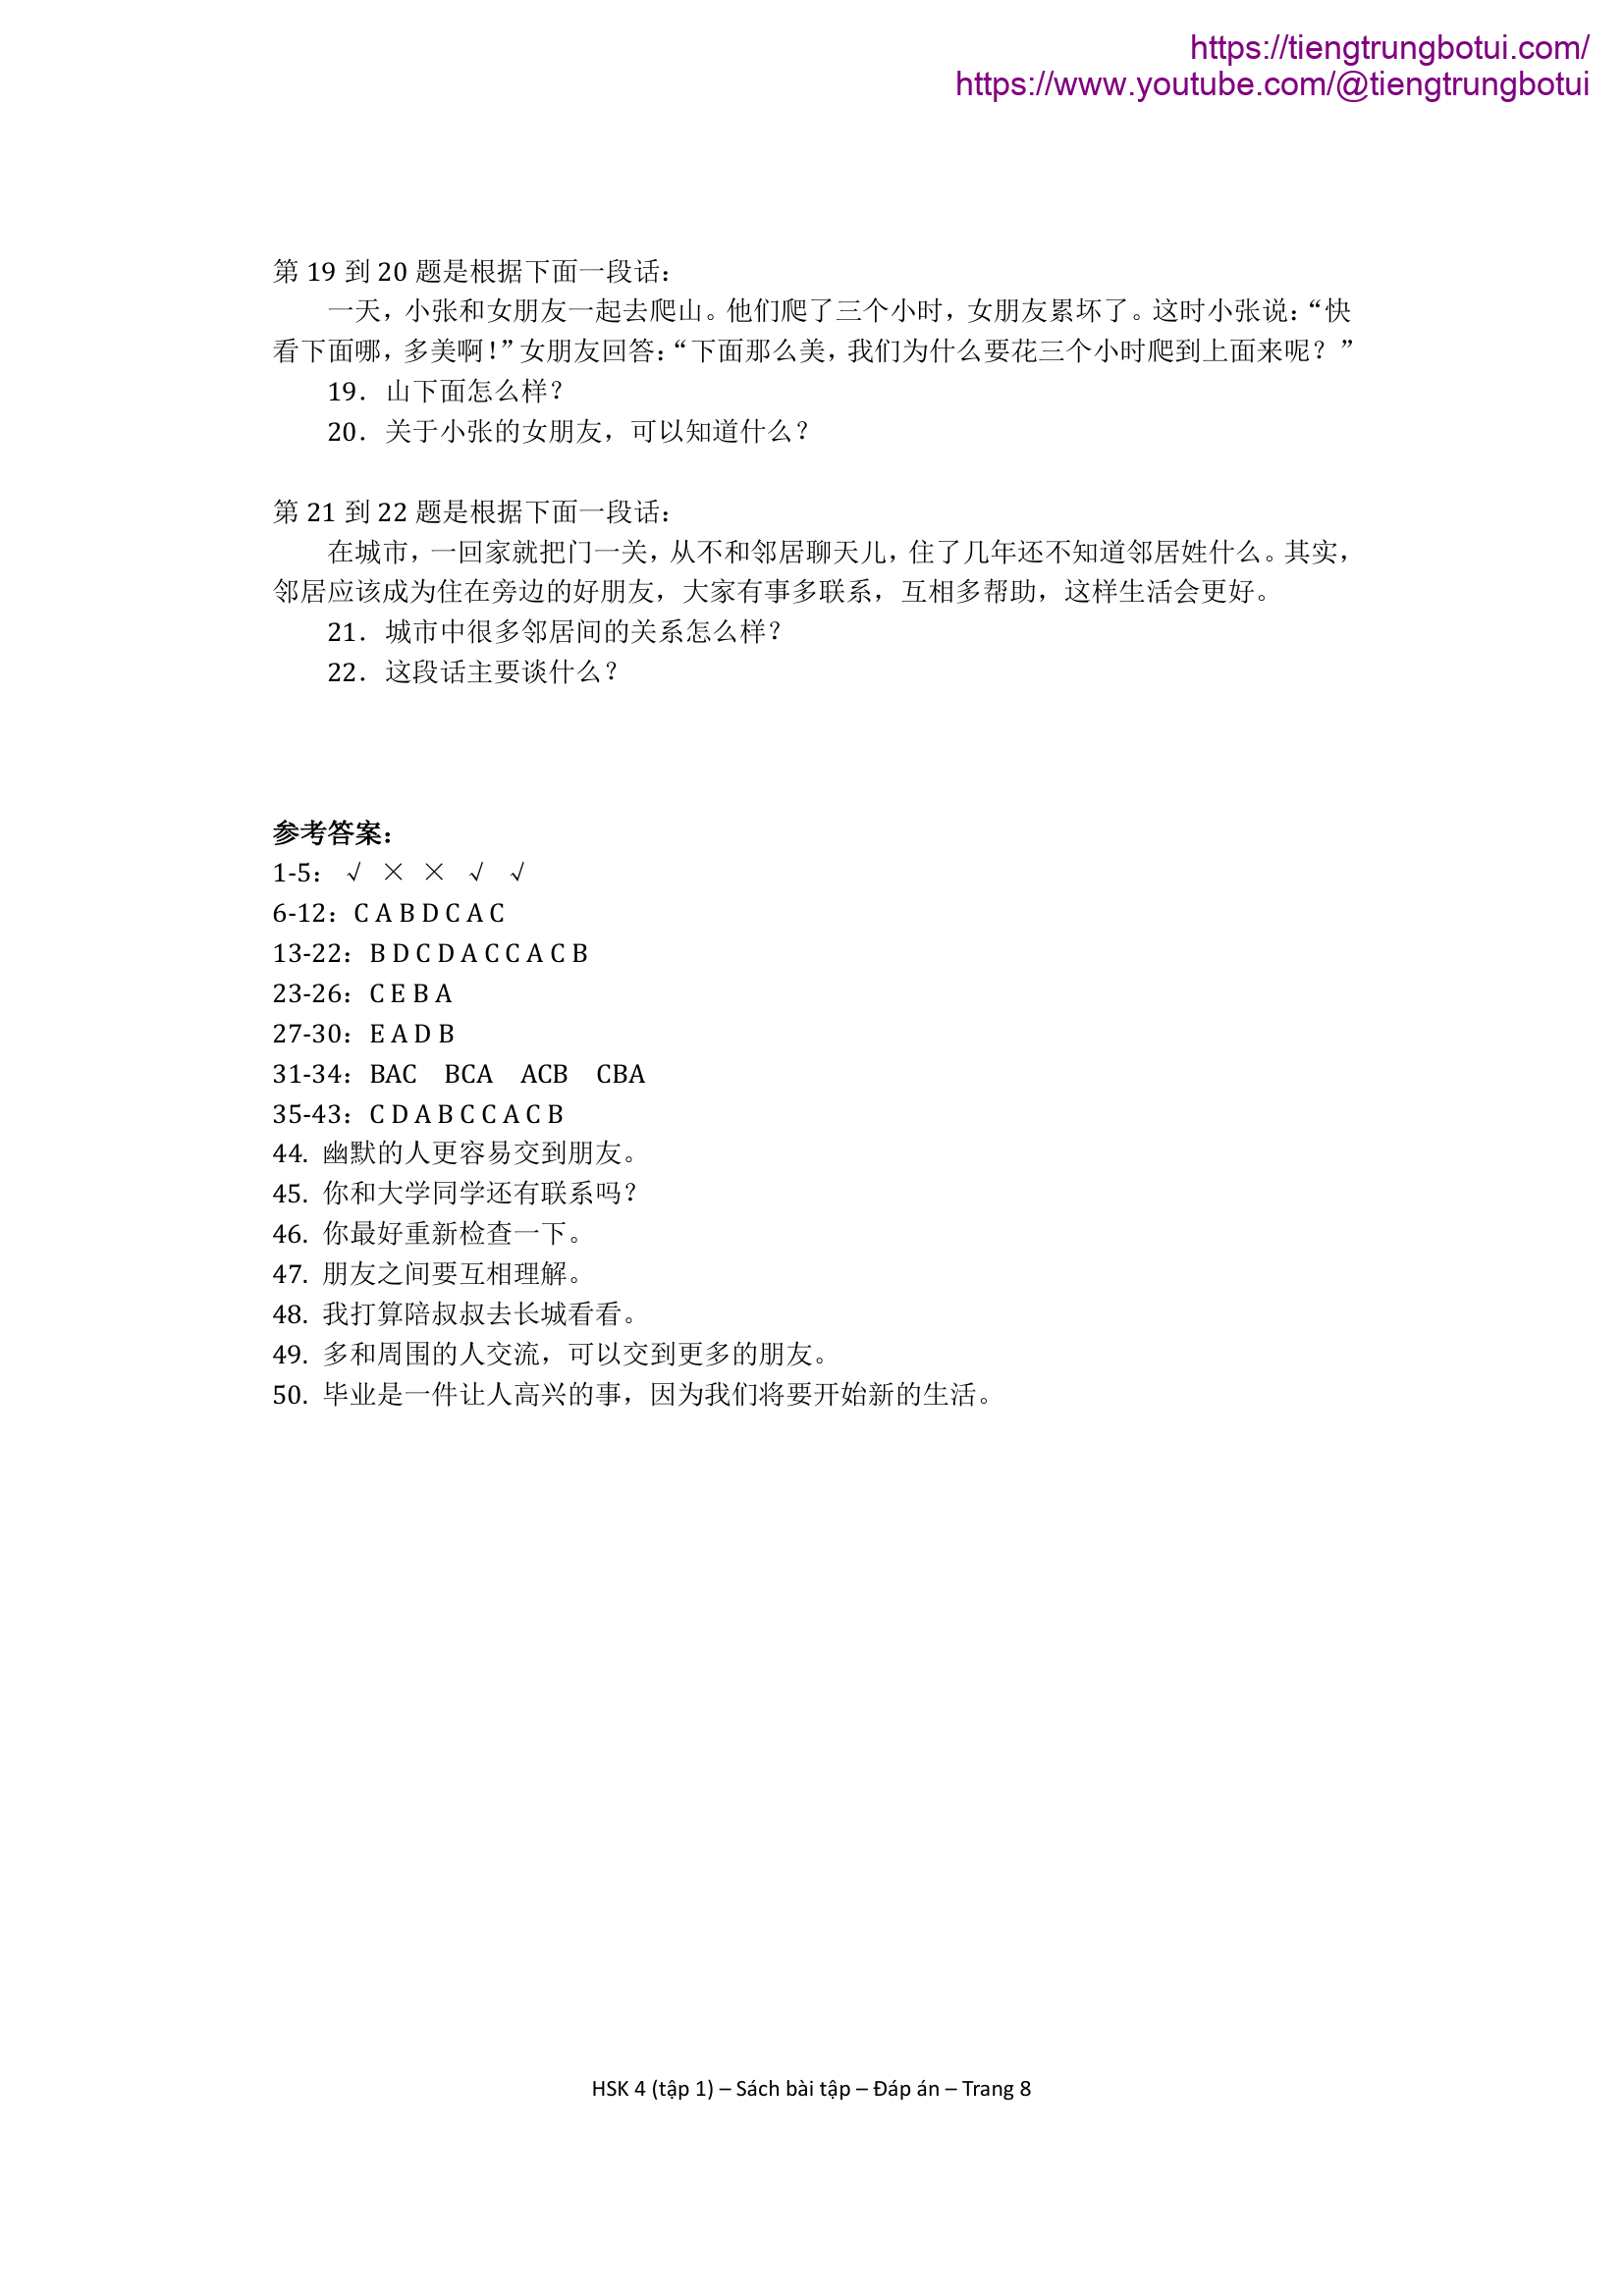 https://tiengtrungbotui.com/
https://www.youtube.com/@tiengtrungbotui
第 19 到 20 题是根据下面一段话：
一天，小张和女朋友一起去爬山。他们爬了三个小时，女朋友累坏了。这时小张说：“快
看下面哪，多美啊！”女朋友回答：“下面那么美，我们为什么要花三个小时爬到上面来呢？”
19．山下面怎么样？
20．关于小张的女朋友，可以知道什么？
第 21 到 22 题是根据下面一段话：
在城市，一回家就把门一关，从不和邻居聊天儿，住了几年还不知道邻居姓什么。其实，
邻居应该成为住在旁边的好朋友，大家有事多联系，互相多帮助，这样生活会更好。
21．城市中很多邻居间的关系怎么样？
22．这段话主要谈什么？
参考答案：
1-5：√ × × √ √
6-12：C A B D C A C
13-22：B D C D A C C A C B
23-26：C E B A
27-30：E A D B
31-34：BAC BCA ACB CBA
35-43：C D A B C C A C B
44. 幽默的人更容易交到朋友。
45. 你和大学同学还有联系吗？
46. 你最好重新检查一下。
47. 朋友之间要互相理解。
48. 我打算陪叔叔去长城看看。
49. 多和周围的人交流，可以交到更多的朋友。
50. 毕业是一件让人高兴的事，因为我们将要开始新的生活。
HSK 4 (tập 1) – Sách bài tập – Đáp án – Trang 8